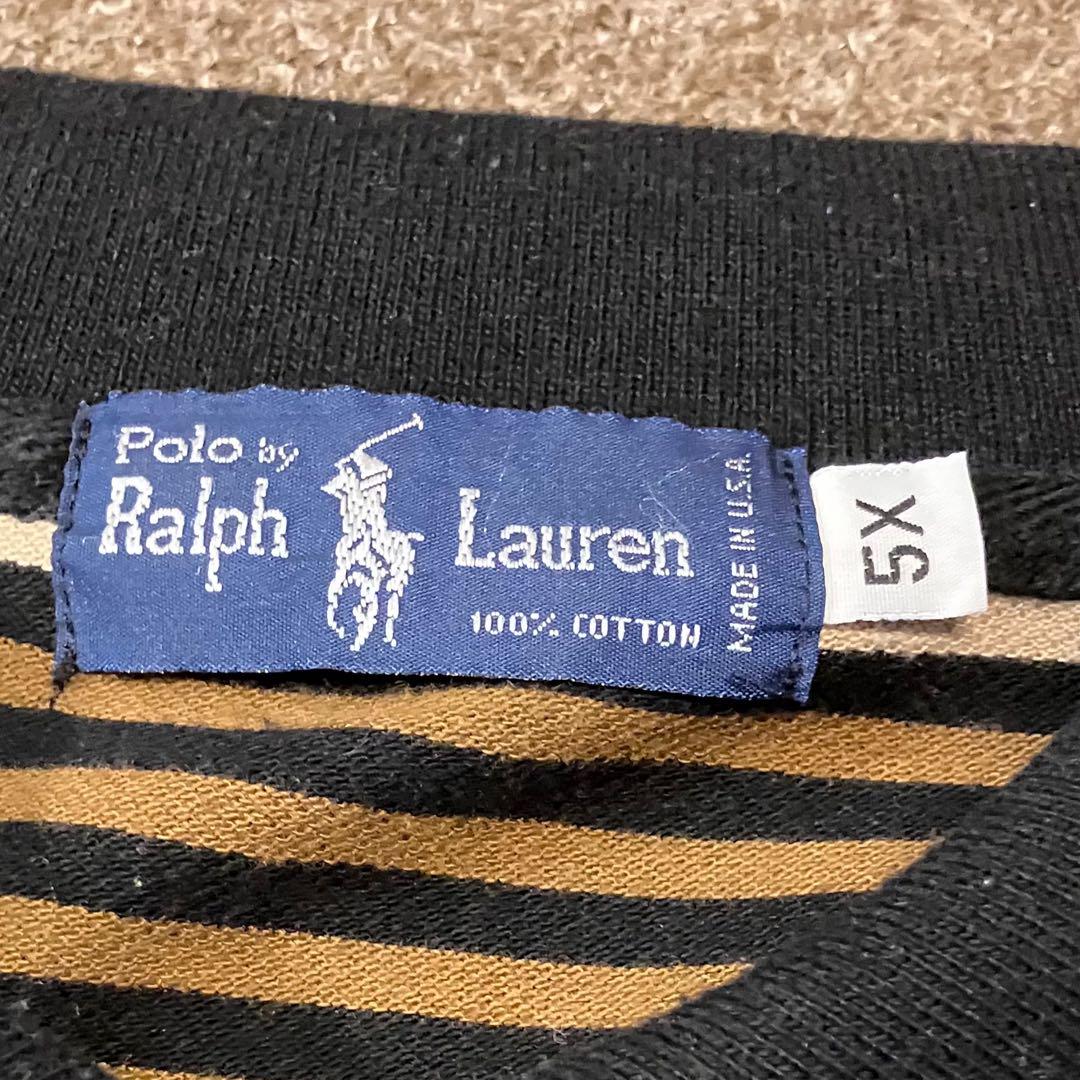 Polo by
Ralph Lauren
100% COTTON
MADE IN U.S.A.
5X